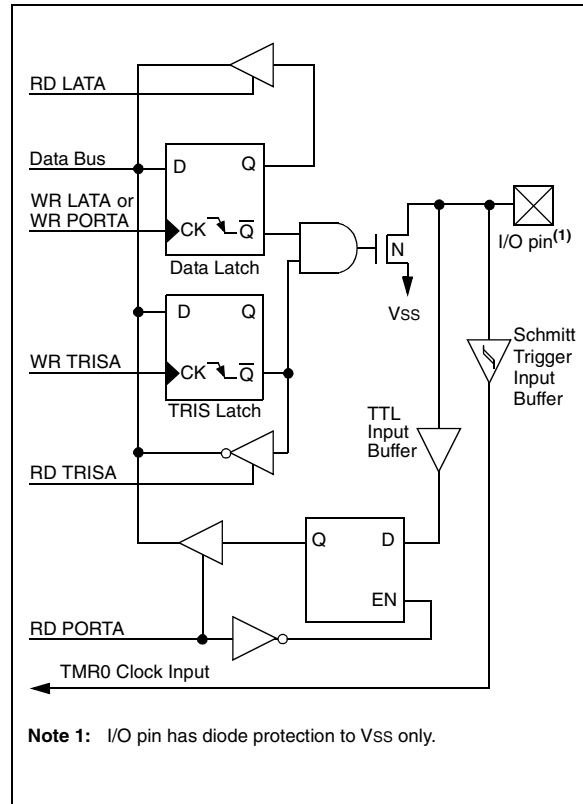 RD LATA
Data Bus
WR LATA or
WR PORTA
D Q
CK Q̅
Data Latch
N
I/O pin(1)
VSS
D Q
WR TRISA
CK Q̅
TRIS Latch
Schmitt
Trigger
Input
Buffer
TTL
Input
Buffer
RD TRISA
Q D
EN
RD PORTA
TMR0 Clock Input
Note 1: I/O pin has diode protection to VSS only.